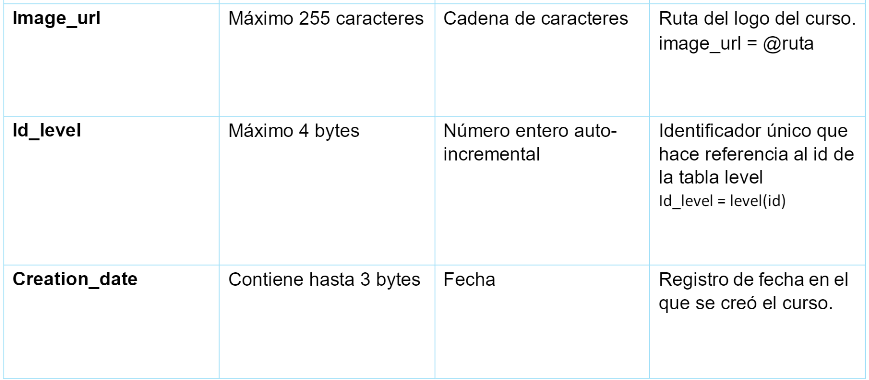 Image_url
Máximo 255 caracteres
Cadena de caracteres
Ruta del logo del curso.
image_url = @ruta
Id_level
Máximo 4 bytes
Número entero auto-
incremental
Identificador único que
hace referencia al id de
la tabla level
Id_level = level(id)
Creation_date
Contiene hasta 3 bytes
Fecha
Registro de fecha en el
que se creó el curso.